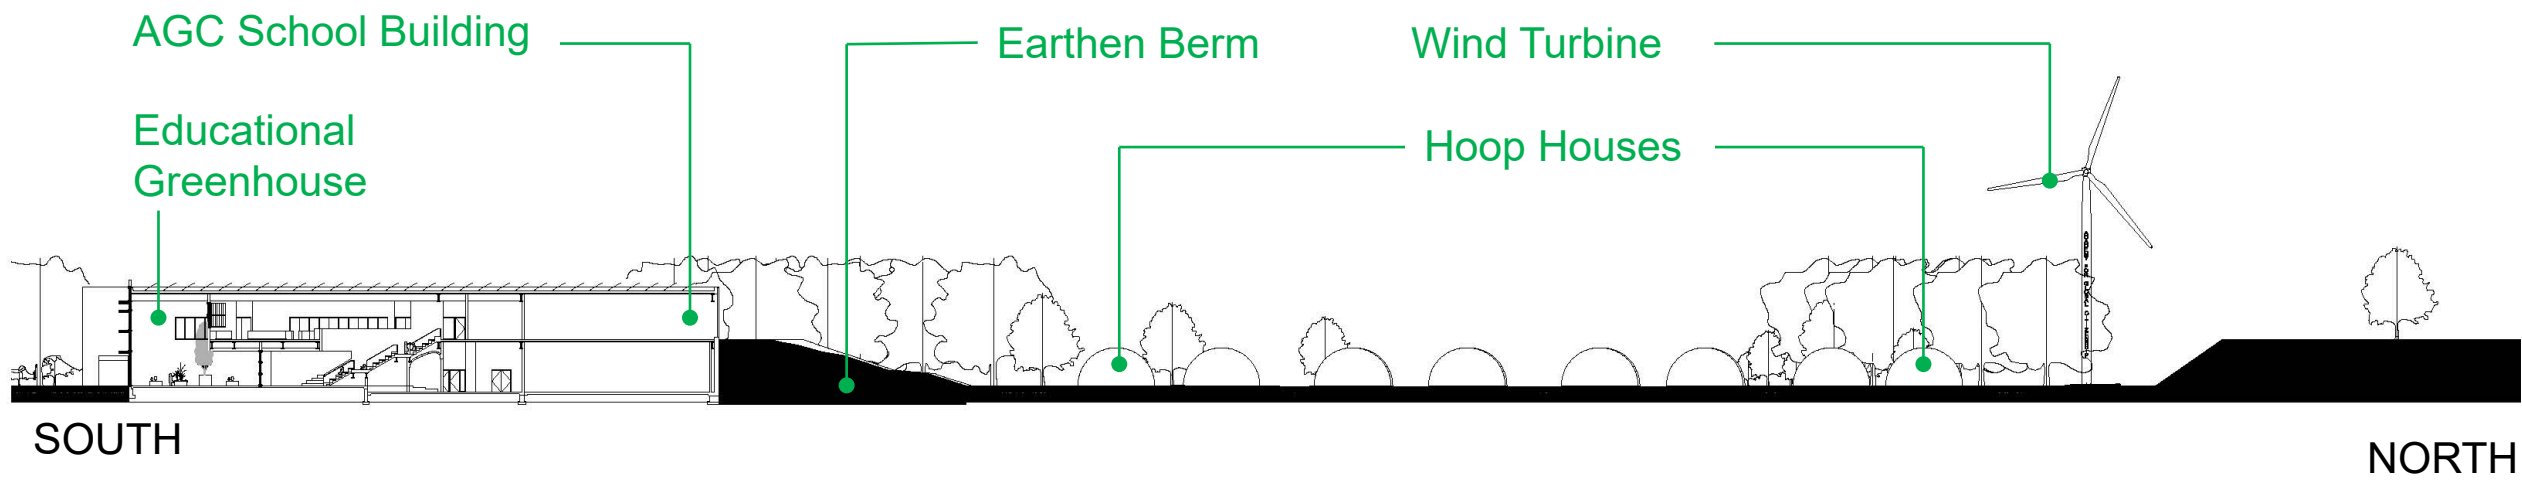 AGC School Building
Earthen Berm
Wind Turbine
Educational
Greenhouse
Hoop Houses
SOUTH
NORTH